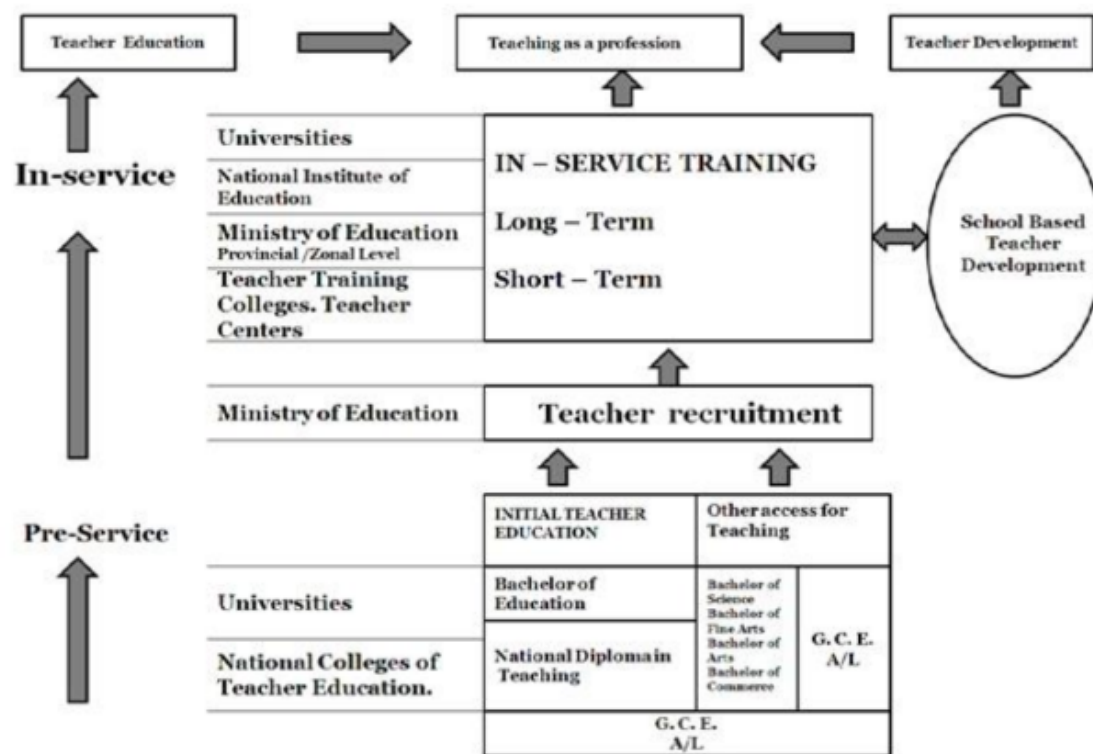 Teacher Education
Teaching as a profession
Teacher Development
In-service
Universities
National Institute of
Education
Ministry of Education
Provincial /Zonal Level
Teacher Training
Colleges. Teacher
Centers
IN – SERVICE TRAINING
Long – Term
Short – Term
School Based
Teacher
Development
Ministry of Education
Teacher recruitment
Pre-Service
INITIAL TEACHER
EDUCATION
Other access for
Teaching
Universities
Bachelor of
Education
Bachelor of
Science
Bachelor of
Fine Arts
Bachelor of
Arts
Bachelor of
Commerce
G. C. E.
A/L
National Colleges of
Teacher Education.
National Diplomain
Teaching
G. C. E.
A/L